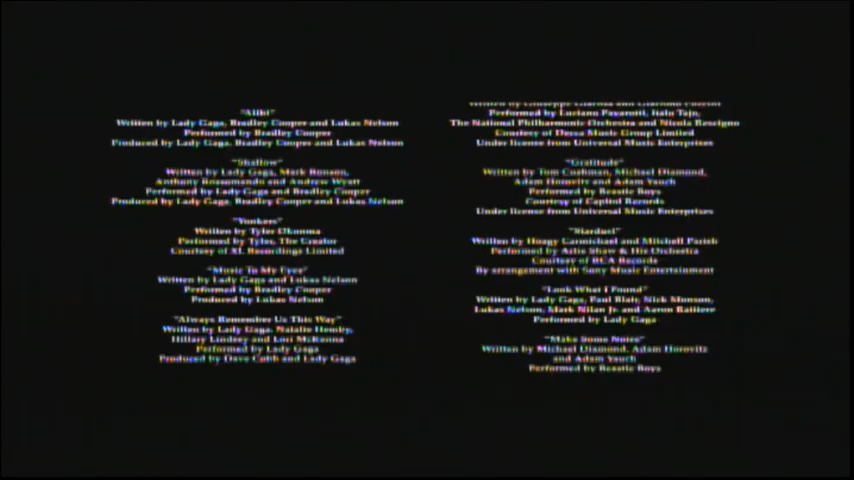 "Alibi"
Written by Lady Gaga, Bradley Cooper and Lukas Nelson
Performed by Bradley Cooper
Produced by Lady Gaga, Bradley Cooper and Lukas Nelson
"Shallow"
Written by Lady Gaga, Mark Ronson,
Anthony Rossomando and Andrew Wyatt
Performed by Lady Gaga and Bradley Cooper
Produced by Lady Gaga, Bradley Cooper and Lukas Nelson
"Yonkers"
Written by Tyler Okonma
Performed by Tyler, The Creator
Courtesy of XL Recordings Limited
"Music To My Eyes"
Written by Lady Gaga and Lukas Nelson
Performed by Bradley Cooper
Produced by Lukas Nelson
"Always Remember Us This Way"
Written by Lady Gaga, Natalie Hemby,
Hillary Lindsey and Lori McKenna
Performed by Lady Gaga
Produced by Dave Cobb and Lady Gaga
Written by Giuseppe Giacosa and Giacomo Puccini
Performed by Luciano Pavarotti, Italo Tajo,
The National Philharmonic Orchestra and Nicola Rescigno
Courtesy of Decca Music Group Limited
Under license from Universal Music Enterprises
"Gratitude"
Written by Tom Cushman, Michael Diamond,
Adam Horovitz and Adam Yauch
Performed by Beastie Boys
Courtesy of Capitol Records
Under license from Universal Music Enterprises
"Stardust"
Written by Hoagy Carmichael and Mitchell Parish
Performed by Artie Shaw & His Orchestra
Courtesy of RCA Records
By arrangement with Sony Music Entertainment
"Look What I Found"
Written by Lady Gaga, Paul Blair, Nick Monson,
Lukas Nelson, Mark Nilan Jr. and Aaron Raitiere
Performed by Lady Gaga
"Make Some Noise"
Written by Michael Diamond, Adam Horovitz
and Adam Yauch
Performed by Beastie Boys